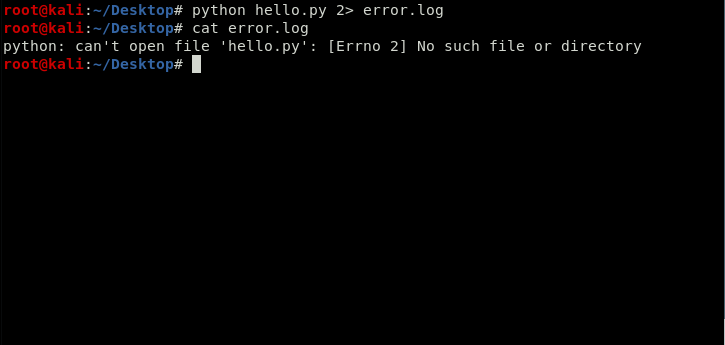 root@kali:~/Desktop# python hello.py 2> error.log
root@kali:~/Desktop# cat error.log
python: can't open file 'hello.py': [Errno 2] No such file or directory
root@kali:~/Desktop#